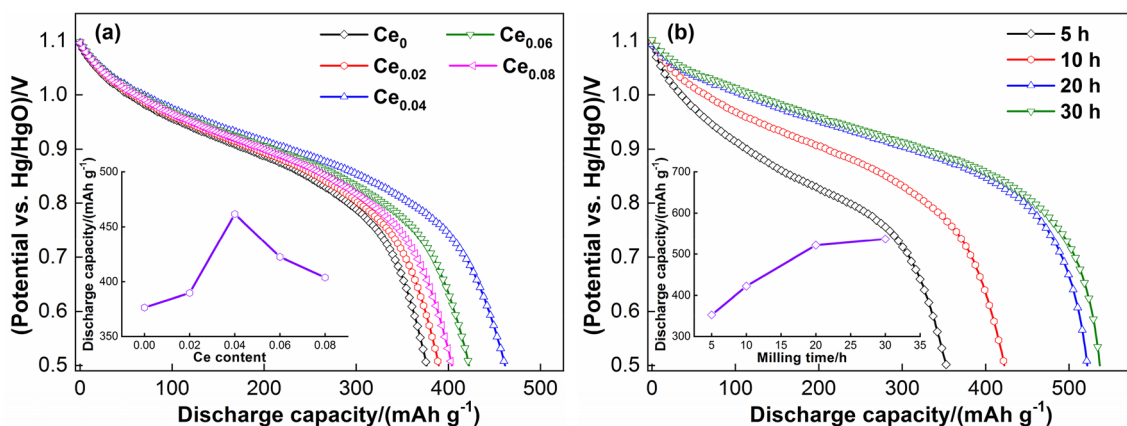 (a)
Ce0
Ce0.02
Ce0.04
Ce0.06
Ce0.08
(Potential vs. Hg/HgO)/V
1.1
1.0
0.9
0.8
0.7
0.6
0.5
0 100 200 300 400 500
Discharge capacity/(mAh g-1)
Discharge capacity/(mAh g-1)
500
450
400
350
0.00 0.02 0.04 0.06 0.08
Ce content
(b)
5 h
10 h
20 h
30 h
(Potential vs. Hg/HgO)/V
1.1
1.0
0.9
0.8
0.7
0.6
0.5
0 100 200 300 400 500
Discharge capacity/(mAh g-1)
Discharge capacity/(mAh g-1)
700
600
500
400
300
5 10 15 20 25 30 35
Milling time/h